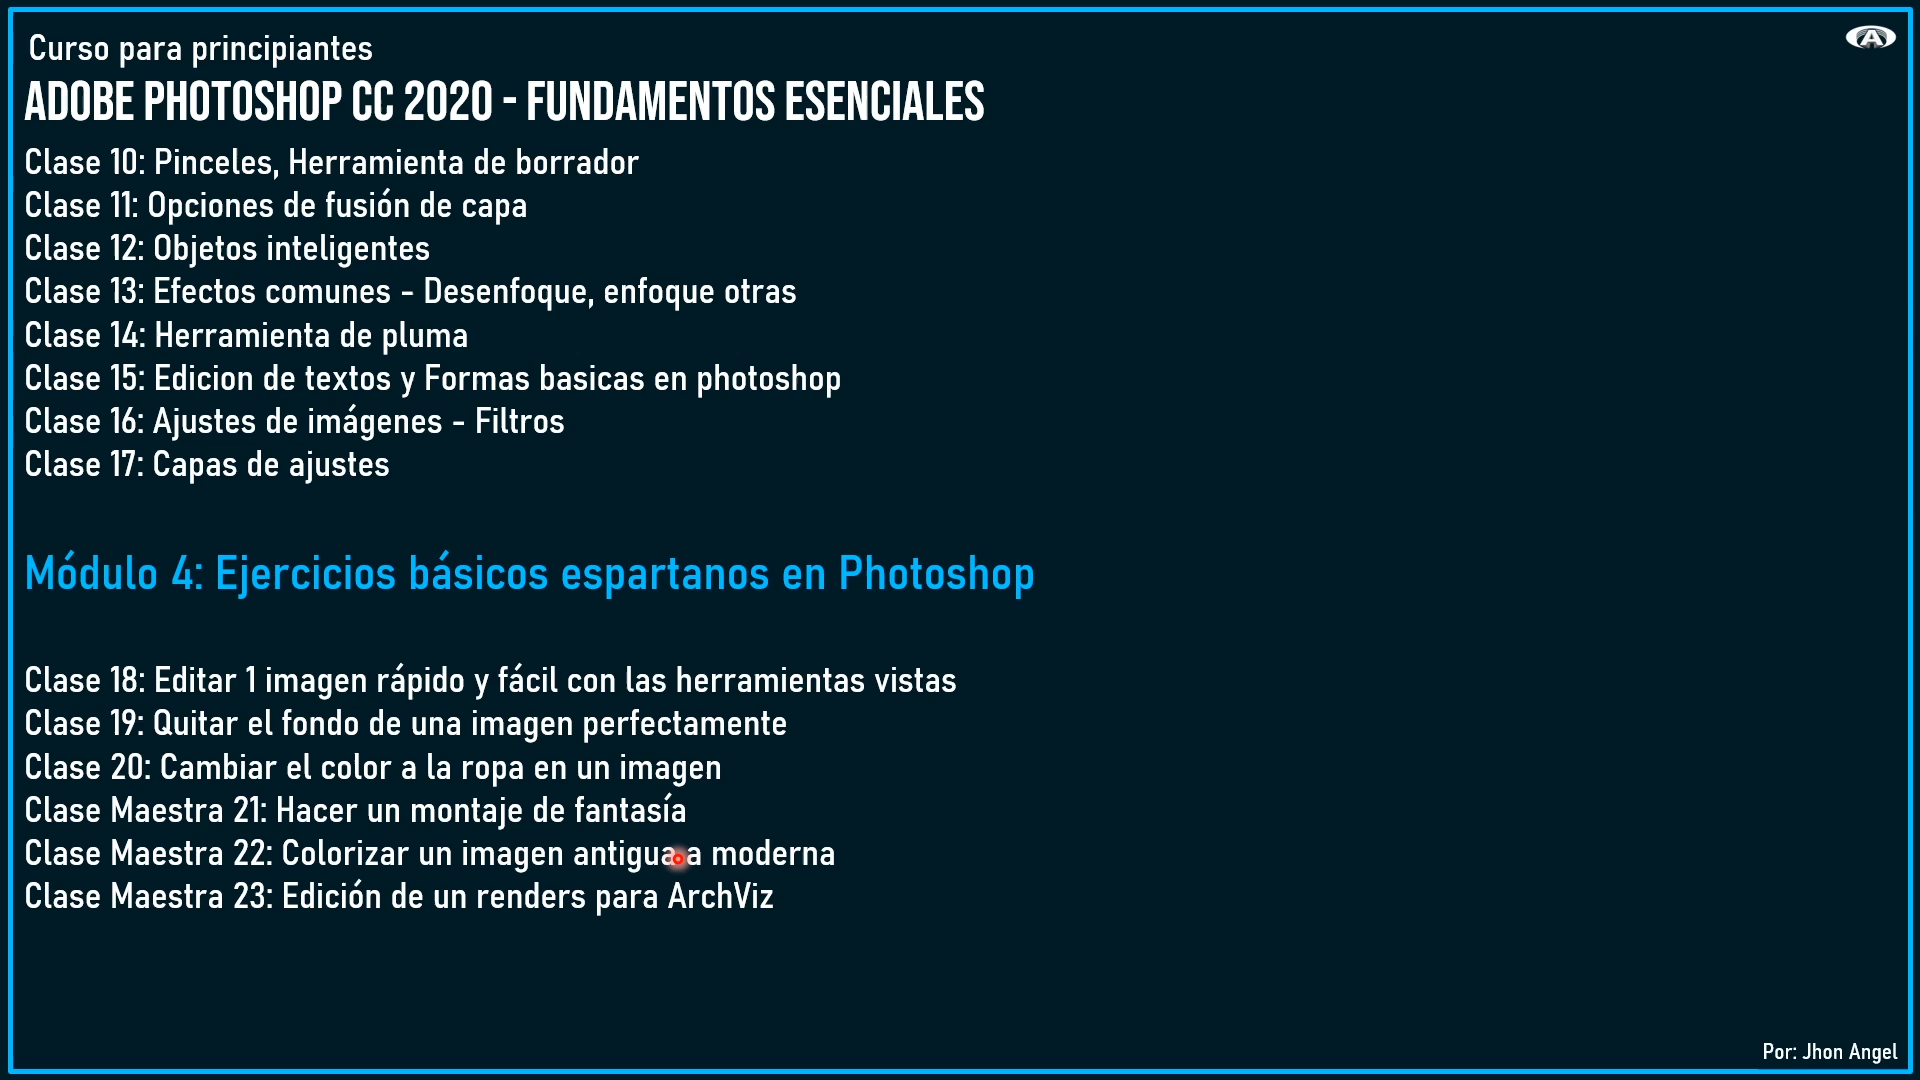 Curso para principiantes
ADOBE PHOTOSHOP CC 2020 - FUNDAMENTOS ESENCIALES
Clase 10: Pinceles, Herramienta de borrador
Clase 11: Opciones de fusión de capa
Clase 12: Objetos inteligentes
Clase 13: Efectos comunes - Desenfoque, enfoque otras
Clase 14: Herramienta de pluma
Clase 15: Edicion de textos y Formas basicas en photoshop
Clase 16: Ajustes de imágenes - Filtros
Clase 17: Capas de ajustes
Módulo 4: Ejercicios básicos espartanos en Photoshop
Clase 18: Editar 1 imagen rápido y fácil con las herramientas vistas
Clase 19: Quitar el fondo de una imagen perfectamente
Clase 20: Cambiar el color a la ropa en un imagen
Clase Maestra 21: Hacer un montaje de fantasía
Clase Maestra 22: Colorizar un imagen antigua a moderna
Clase Maestra 23: Edición de un renders para ArchViz
Por: Jhon Angel